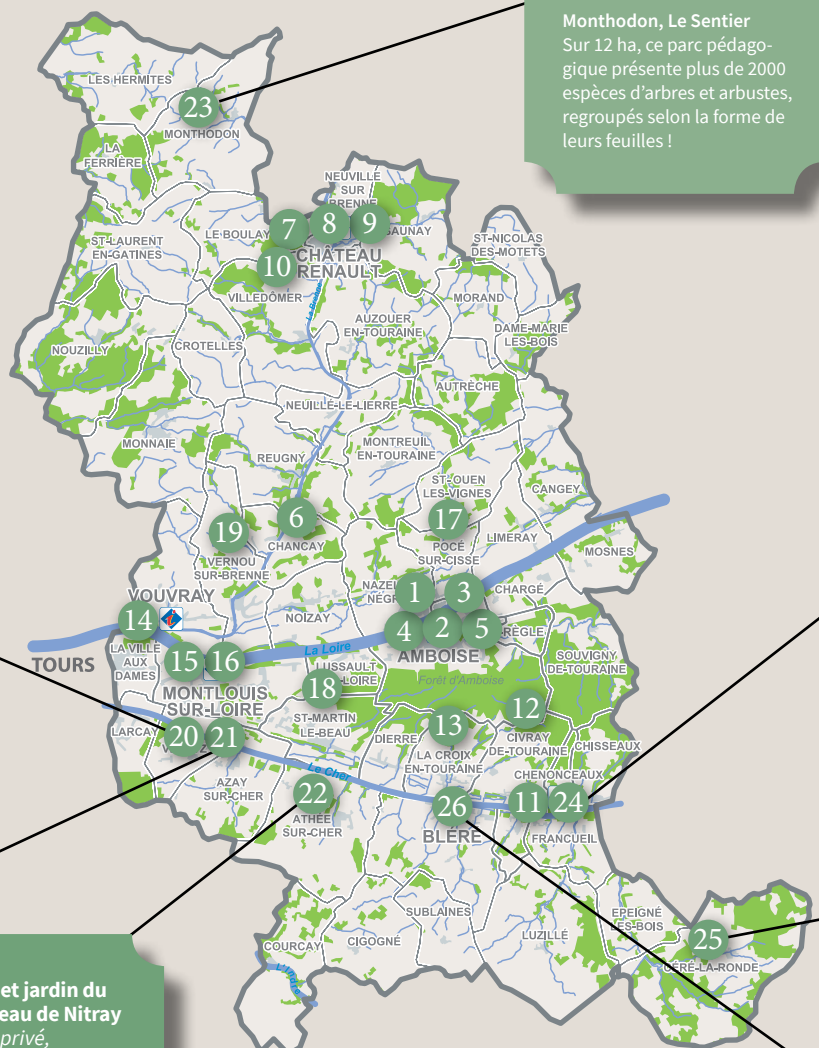 Monthodon, Le Sentier
Sur 12 ha, ce parc pédago-
gique présente plus de 2000
espèces d’arbres et arbustes,
regroupés selon la forme de
leurs feuilles !
LES HERMITES
23
MONTHODON
LA
FERRIÈRE
NEUVILLE
SUR
BRENNE
7
8
9
SAUNAY
LE BOULAY
ST-LAURENT
EN-GATINES
10
CHÂTEAU
RENAULT
ST-NICOLAS
DES-MOTETS
VILLEDÔMER
MORAND
AUZOUER
EN-TOURAINE
DAME-MARIE
LES-BOIS
NOUZILLY
CROTELLES
AUTRÈCHE
NEUILLÉ-LE-LIERRE
MONNAIE
MONTREUIL
EN-TOURAINE
REUGNY
ST-OUEN
LES-VIGNES
CANGEY
19
6
17
CHANCAY
LIMERAY
VERNOU
SUR-BRENNE
POCÉ
SUR-CISSE
MOSNES
VOUVRAY
1
3
CHARGÉ
14
NOIZAY
4
2
5
RÈGLE
TOURS
LA VILLE
AUX
DAMES
15
16
La Loire
AMBOISE
SOUVIGNY
DE-TOURAINE
MONTLOUIS
SUR-LOIRE
18
LUSSAULT
LOIRE
Forêt d'Amboise
ST-MARTIN
LE-BEAU
13
12
LARCAY
20
21
DIERRE
CIVRAY
DE-TOURAINE
CHISSEAUX
LA CROIX
EN-TOURAINE
Le Cher
CHENONCEAUX
AZAY
SUR-CHER
22
26
11
24
ATHÉE
SUR-CHER
BLÉRÉ
FRANCUEIL
SUBLAINES
EPEIGNÉ
LES-BOIS
COURCAY
CIGOGNÉ
LUZILLÉ
25
CÉRÉ-LA-RONDE
L'Indre
et jardin du
eau de Nitray
privé,